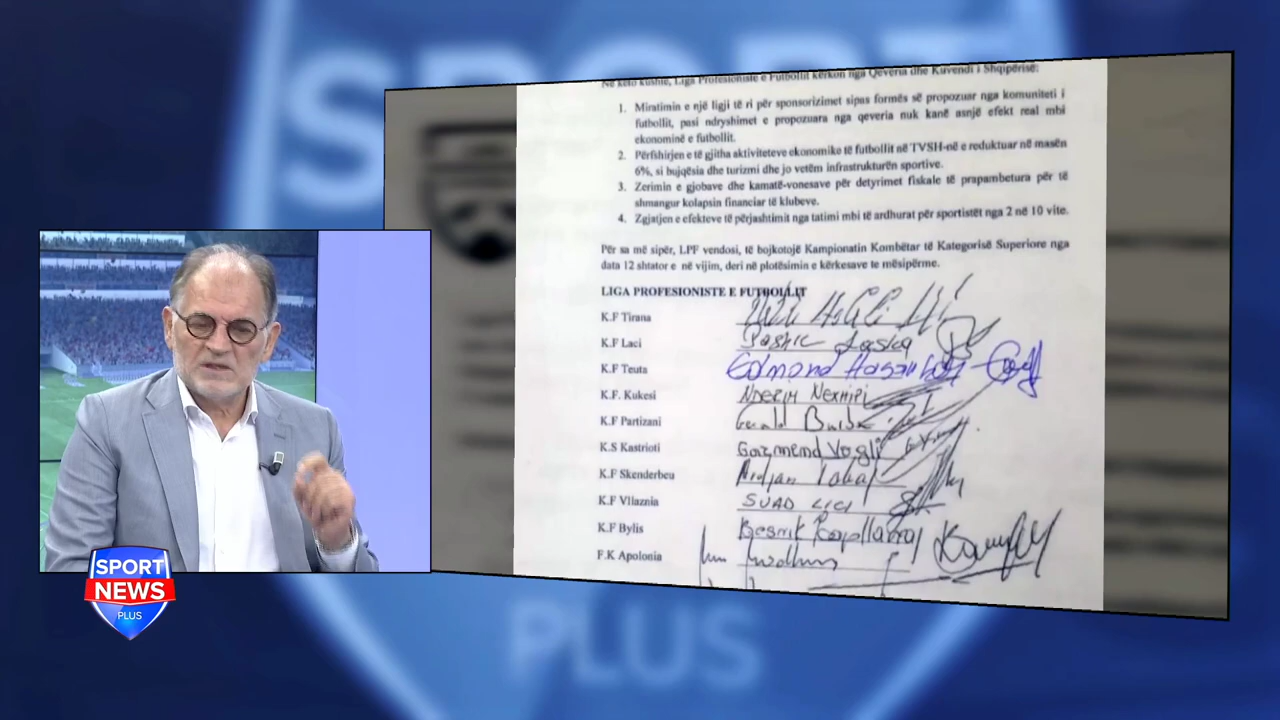 SPORT
Në këto kushte, Liga Profesioniste e Futbollit kërkon nga Qeveria dhe Kuvendi i Shqipërisë:
1. Miratimin e një ligji të ri për sponsorizimet sipas formës së propozuar nga komuniteti i
futbollit, pasi ndryshimet e propozuara nga qeveria nuk kanë asnjë efekt real mbi
ekonominë e futbollit.
2. Përfshirjen e të gjitha aktiviteteve ekonomike të futbollit në TVSH-në e reduktuar në masën
6%, si bujqësia dhe turizmi dhe jo vetëm infrastrukturën sportive.
3. Zerimin e gjobave dhe kamatë-vonesave për detyrimet fiskale të prapambetura për të
shmangur kolapsin financiar të klubeve.
4. Zgjatjen e efekteve të përjashtimit nga tatimi mbi të ardhurat për sportistët nga 2 në 10 vite.
Për sa më sipër, LPF vendosi, të bojkotojë Kampionatin Kombëtar të Kategorisë Superiore nga
data 12 shtator e në vijim, deri në plotësimin e kërkesave te mësipërme.
LIGA PROFESIONISTE E FUTBOLLIT
K.F Tirana
K.F Laci Pashk Laska
K.F Teuta Edmond
K.F. Kukesi
K.F Partizani
K.S Kastrioti Gazmend Vogli
K.F Skenderbeu
K.F Vllaznia SUAD LICI
K.F Bylis Besnik Kapllanaj
F.K Apolonia
SPORT
NEWS
PLUS
PLUS